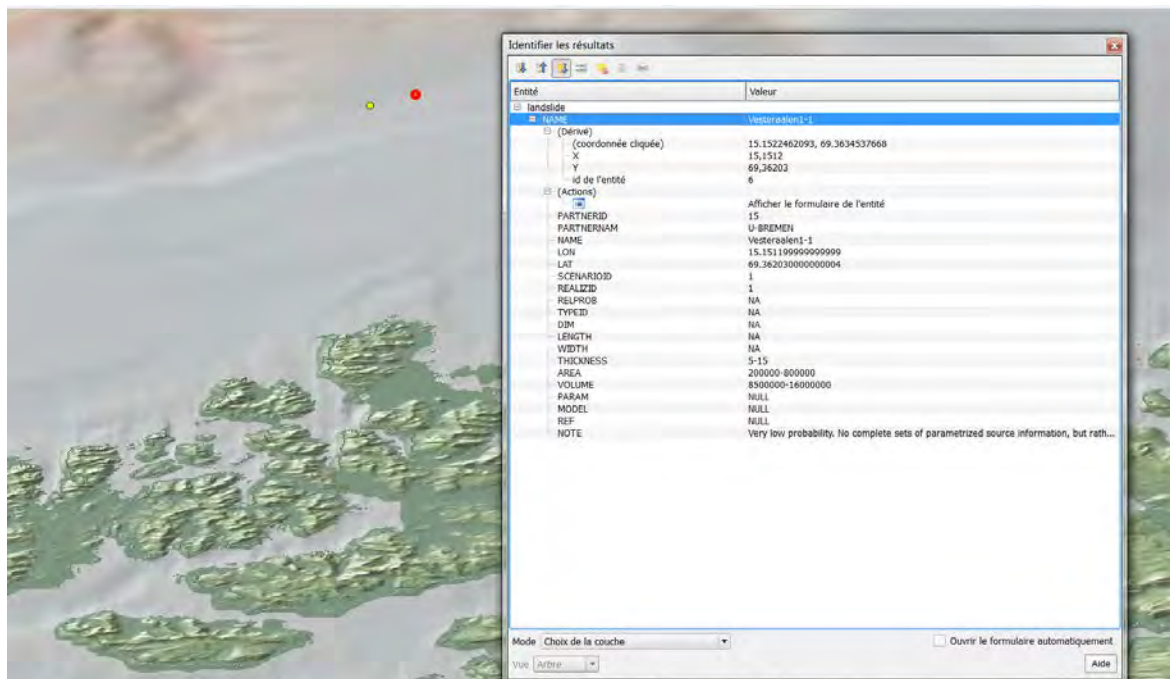 Identifier les résultats
Entité Valeur
landslide
NAME Vesteraalen1-1
(Dérivé)
(coordonnée cliquée) 15.1522462093, 69.3634537668
X 15,1512
Y 69,36203
id de l'entité 6
(Actions)
Afficher le formulaire de l'entité
PARTNERID 15
PARTNERNAM U-BREMEN
NAME Vesteraalen1-1
LON 15.151199999999999
LAT 69.362030000000004
SCENARIOID 1
REALIZID 1
RELPROB NA
TYPEID NA
DIM NA
LENGTH NA
WIDTH NA
THICKNESS 5-15
AREA 200000-800000
VOLUME 8500000-16000000
PARAM NULL
MODEL NULL
REF NULL
NOTE Very low probability. No complete sets of parametrized source information, but rath...
Mode Choix de la couche Ouvrir le formulaire automatiquement
Vue Arbre Aide